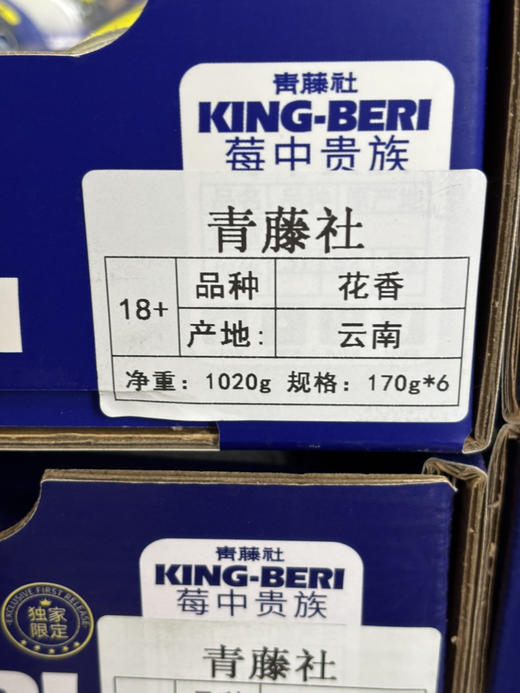 青藤社
KING-BERI
莓中贵族
青藤社
18+
品种 花香
产地: 云南
净重: 1020g 规格: 170g*6
青藤社
KING-BERI
莓中贵族
EXCLUSIVE FIRST RELEASE
独家
限定
青藤社